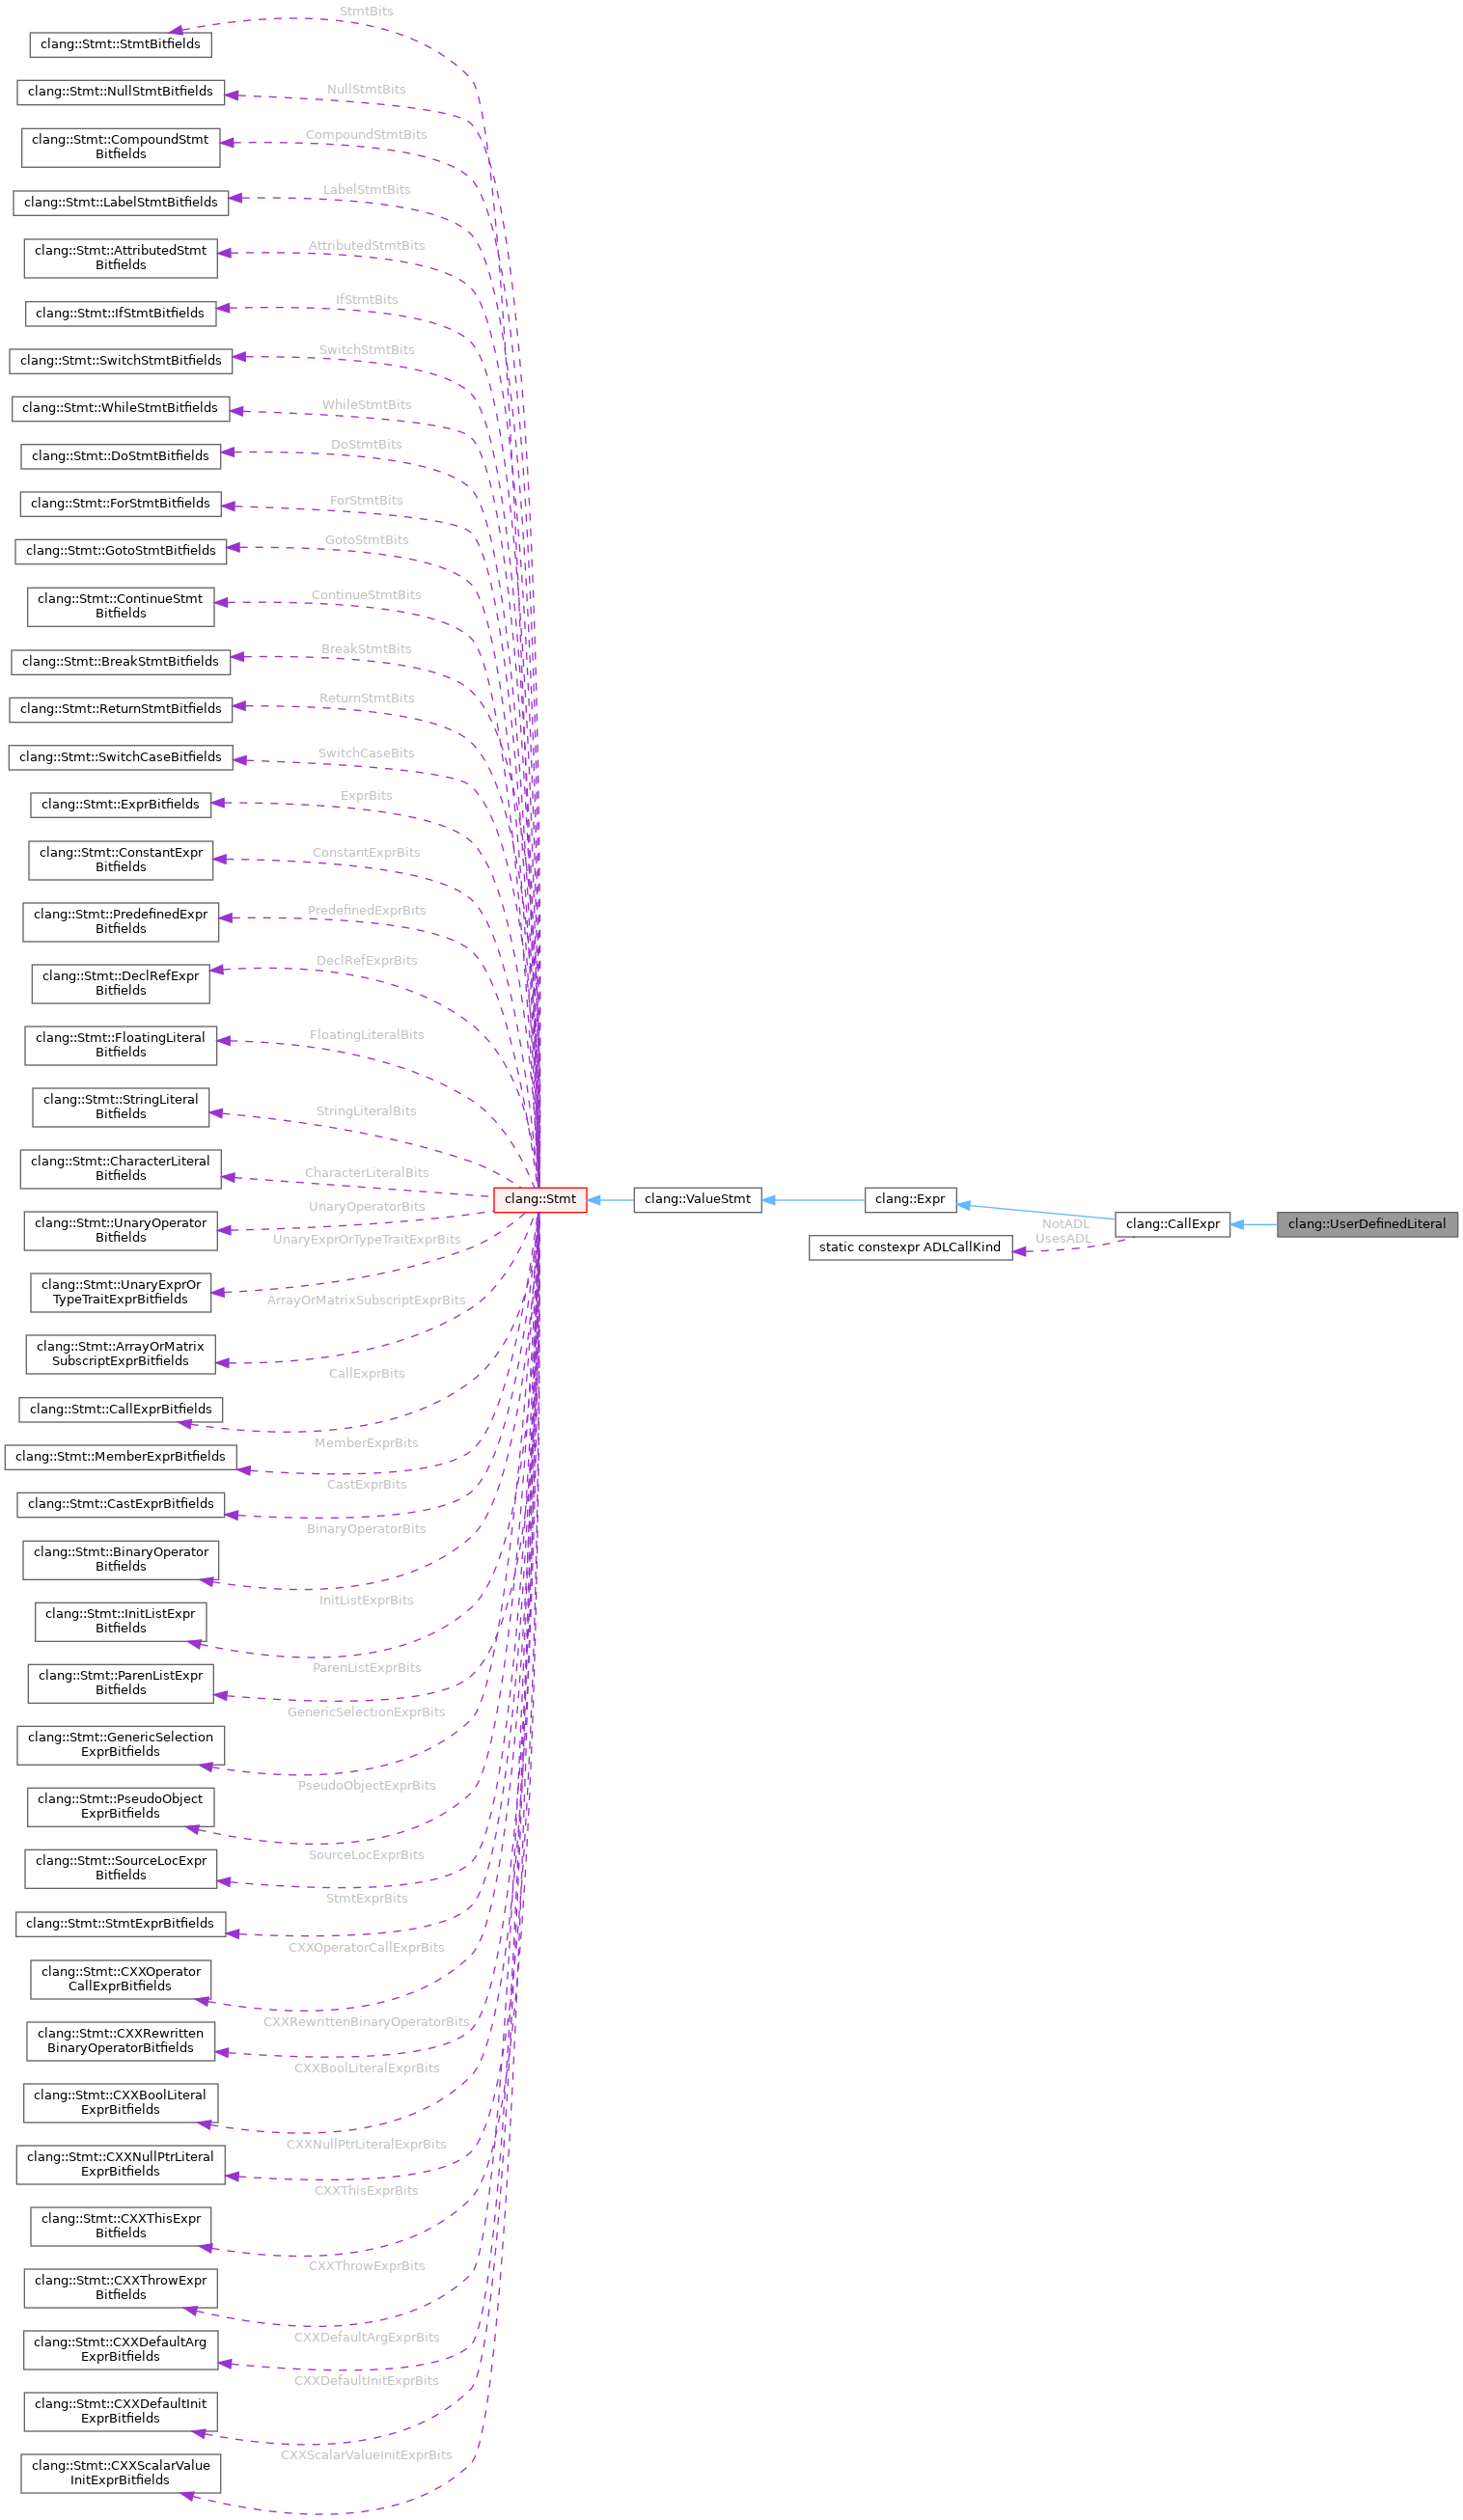 StmtBits
clang::Stmt::StmtBitfields
NullStmtBits
clang::Stmt::NullStmtBitfields
CompoundStmtBits
clang::Stmt::CompoundStmt
Bitfields
LabelStmtBits
clang::Stmt::LabelStmtBitfields
AttributedStmtBits
clang::Stmt::AttributedStmt
Bitfields
IfStmtBits
clang::Stmt::IfStmtBitfields
SwitchStmtBits
clang::Stmt::SwitchStmtBitfields
WhileStmtBits
clang::Stmt::WhileStmtBitfields
DoStmtBits
clang::Stmt::DoStmtBitfields
ForStmtBits
clang::Stmt::ForStmtBitfields
GotoStmtBits
clang::Stmt::GotoStmtBitfields
ContinueStmtBits
clang::Stmt::ContinueStmt
Bitfields
BreakStmtBits
clang::Stmt::BreakStmtBitfields
ReturnStmtBits
clang::Stmt::ReturnStmtBitfields
SwitchCaseBits
clang::Stmt::SwitchCaseBitfields
ExprBits
clang::Stmt::ExprBitfields
ConstantExprBits
clang::Stmt::ConstantExpr
Bitfields
PredefinedExprBits
clang::Stmt::PredefinedExpr
Bitfields
DeclRefExprBits
clang::Stmt::DeclRefExpr
Bitfields
FloatingLiteralBits
clang::Stmt::FloatingLiteral
Bitfields
StringLiteralBits
clang::Stmt::StringLiteral
Bitfields
CharacterLiteralBits
clang::Stmt::CharacterLiteral
Bitfields
clang::Stmt
clang::ValueStmt
clang::Expr
clang::CallExpr
clang::UserDefinedLiteral
NotADL
UsesADL
static constexpr ADLCallKind
UnaryOperatorBits
clang::Stmt::UnaryOperator
Bitfields
UnaryExprOrTypeTraitExprBits
clang::Stmt::UnaryExprOr
TypeTraitExprBitfields
ArrayOrMatrixSubscriptExprBits
clang::Stmt::ArrayOrMatrix
SubscriptExprBitfields
CallExprBits
clang::Stmt::CallExprBitfields
MemberExprBits
clang::Stmt::MemberExprBitfields
CastExprBits
clang::Stmt::CastExprBitfields
BinaryOperatorBits
clang::Stmt::BinaryOperator
Bitfields
InitListExprBits
clang::Stmt::InitListExpr
Bitfields
ParenListExprBits
clang::Stmt::ParenListExpr
Bitfields
GenericSelectionExprBits
clang::Stmt::GenericSelection
ExprBitfields
PseudoObjectExprBits
clang::Stmt::PseudoObject
ExprBitfields
SourceLocExprBits
clang::Stmt::SourceLocExpr
Bitfields
StmtExprBits
clang::Stmt::StmtExprBitfields
CXXOperatorCallExprBits
clang::Stmt::CXXOperator
CallExprBitfields
CXXRewrittenBinaryOperatorBits
clang::Stmt::CXXRewritten
BinaryOperatorBitfields
CXXBoolLiteralExprBits
clang::Stmt::CXXBoolLiteral
ExprBitfields
CXXNullPtrLiteralExprBits
clang::Stmt::CXXNullPtrLiteral
ExprBitfields
CXXThisExprBits
clang::Stmt::CXXThisExpr
Bitfields
CXXThrowExprBits
clang::Stmt::CXXThrowExpr
Bitfields
CXXDefaultArgExprBits
clang::Stmt::CXXDefaultArg
ExprBitfields
CXXDefaultInitExprBits
clang::Stmt::CXXDefaultInit
ExprBitfields
CXXScalarValueInitExprBits
clang::Stmt::CXXScalarValue
InitExprBitfields